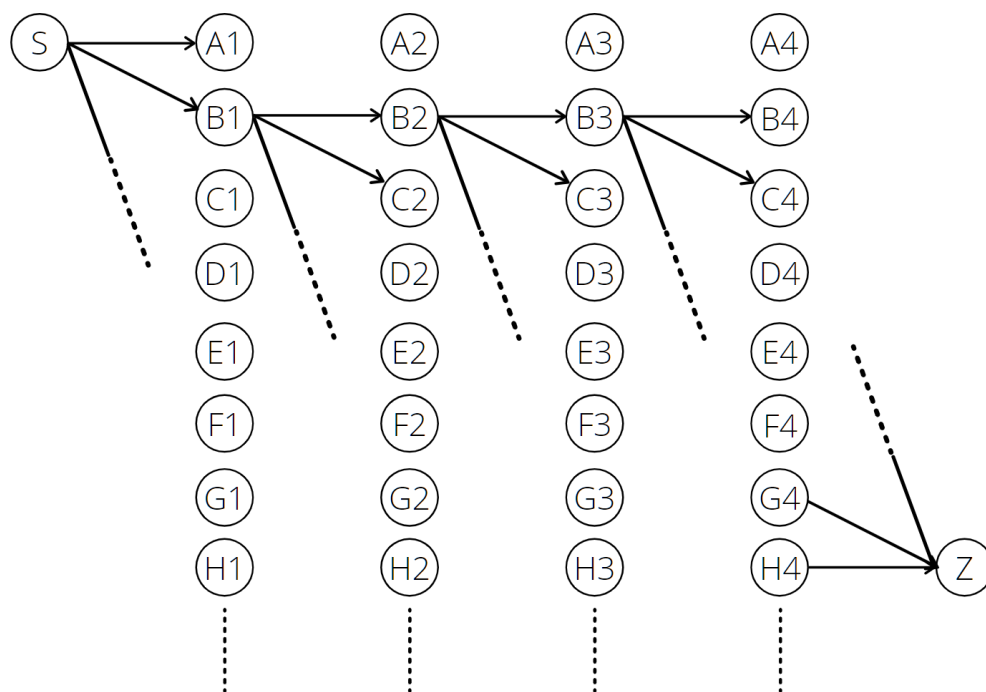 S A1 A2 A3 A4
B1 B2 B3 B4
C1 C2 C3 C4
D1 D2 D3 D4
E1 E2 E3 E4
F1 F2 F3 F4
G1 G2 G3 G4
H1 H2 H3 H4 Z